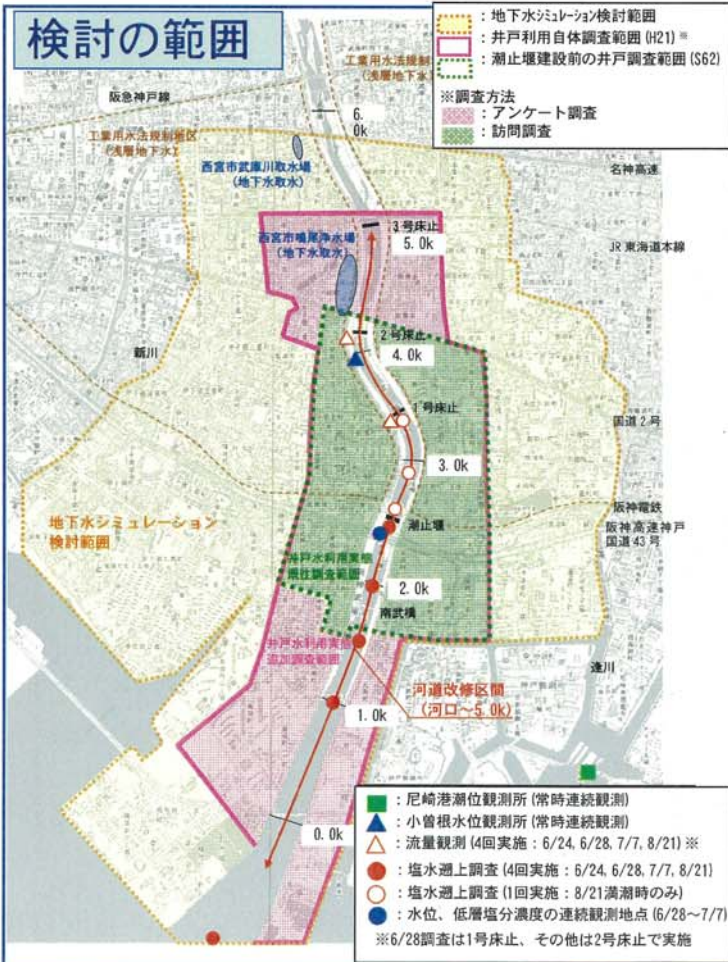 検討の範囲
：地下水シミュレーション検討範囲
：井戸利用自体調査範囲(H21)※
：潮止堰建設前の井戸調査範囲(S62)
※調査方法
：アンケート調査
：訪問調査
工業用水法規制
(浅層地下水)
阪急神戸線
6.
0k
工業用水法規制地区
(浅層地下水)
西宮市武庫川取水場
(地下水取水)
名神高速
3号床止
5.0k
西宮市鳴尾浄水場
(地下水取水)
JR東海道本線
2号床止
4.0k
新川
1号床止
国道2号
3.0k
阪神電鉄
地下水シミュレーション
検討範囲
潮止堰
阪神高速神戸
国道43号
2.0k
南武橋
井戸水利用実態
追加調査範囲
逢川
河道改修区間
(河口～5.0k)
1.0k
0.0k
：尼崎港潮位観測所(常時連続観測)
：小曽根水位観測所(常時連続観測)
：流量観測(4回実施：6/24, 6/28, 7/7, 8/21)※
：塩水遡上調査(4回実施：6/24, 6/28, 7/7, 8/21)
：塩水遡上調査(1回実施：8/21満潮時のみ)
：水位、低層塩分濃度の連続観測地点(6/28～7/7)
※6/28調査は1号床止、その他は2号床止で実施